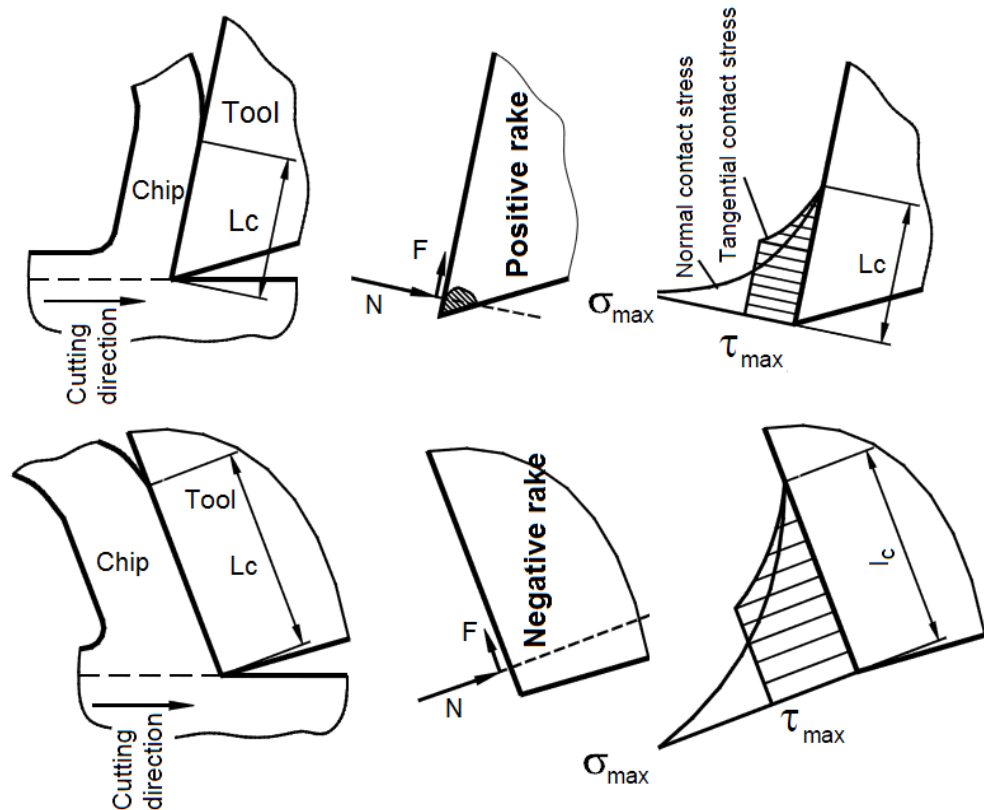 Tool
Chip
Lc
Cutting
direction
Positive rake
F
N
Normal contact stress
Tangential contact stress
Lc
σmax
τmax
Chip
Tool
Lc
Cutting
direction
Negative rake
F
N
lc
τmax
σmax